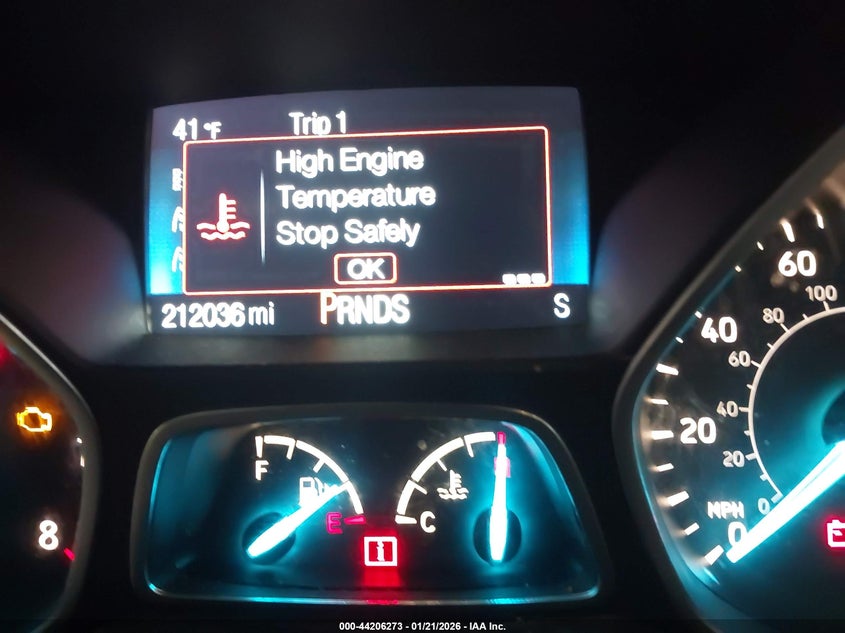 41 °F Trip 1
High Engine
Temperature
Stop Safely
OK
212036 mi PRNDS S
60
100
80
40
60
40
20
20
MPH
0
0
F
E
C
8
000-44206273 - 01/21/2026 - IAA Inc.